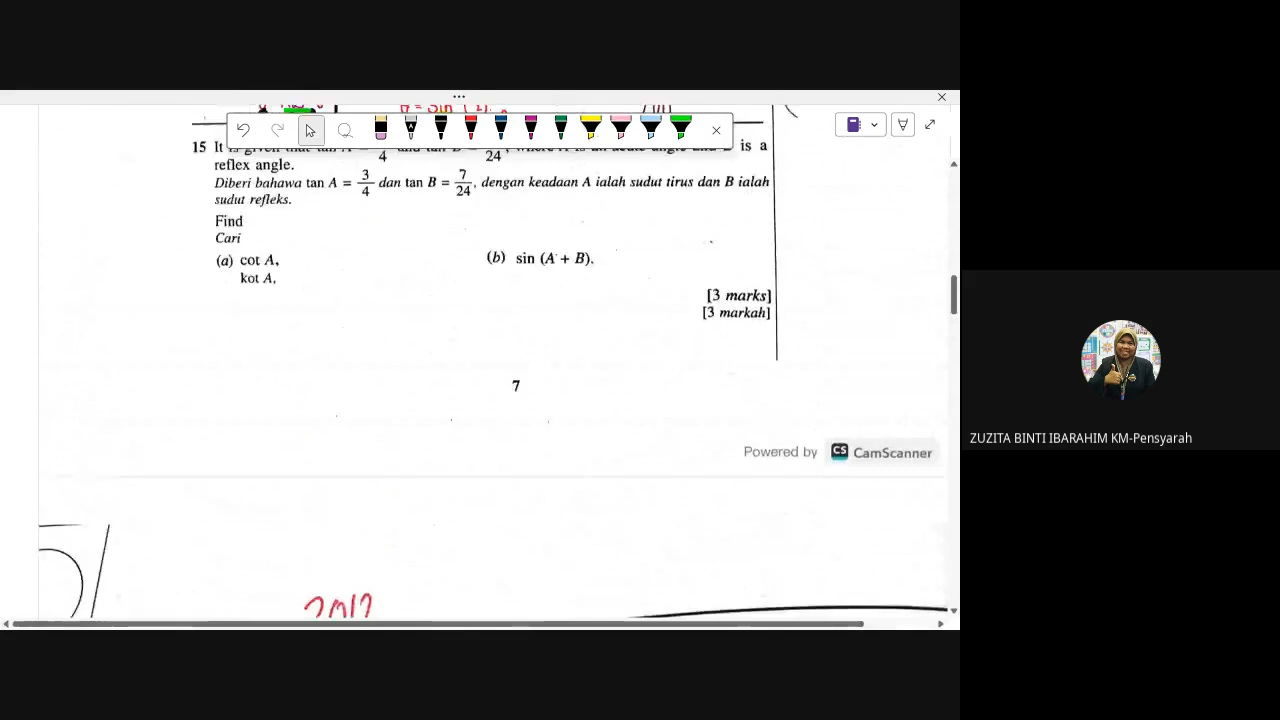 15 It is given that tan A = 3/4 and tan B = 7/24, where A is an acute angle and B is a
reflex angle.
Diberi bahawa tan A = 3/4 dan tan B = 7/24, dengan keadaan A ialah sudut tirus dan B ialah
sudut refleks.
Find
Cari
(a) cot A,
kot A,
(b) sin (A + B).
[3 marks]
[3 markah]
7
Powered by CS CamScanner
2012
ZUZITA BINTI IBARAHIM KM-Pensyarah